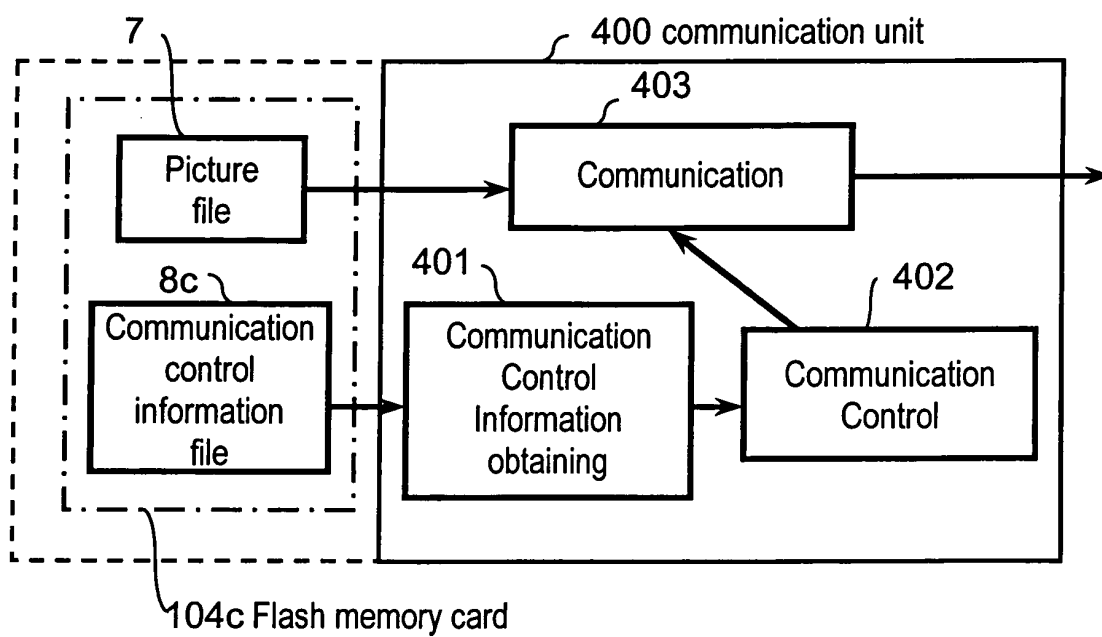 7
400 communication unit
403
Picture
file
Communication
8c
401
402
Communication
control
information
file
Communication
Control
Information
obtaining
Communication
Control
104c Flash memory card